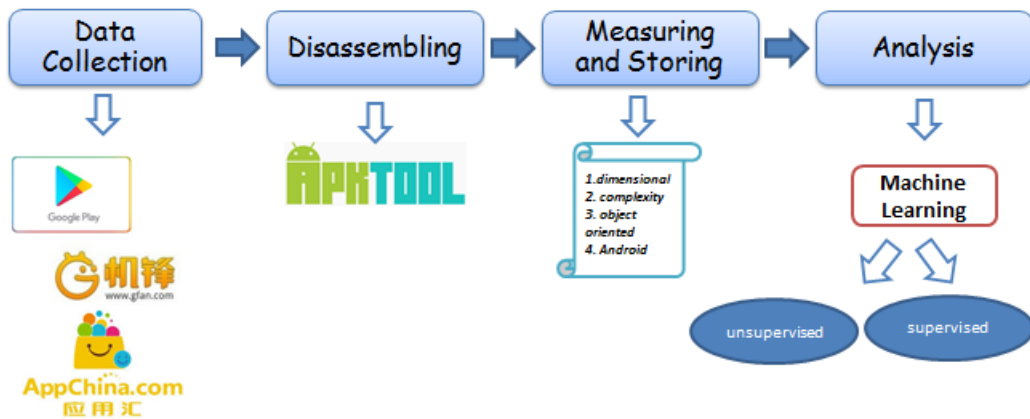 Data
Collection
Disassembling
Measuring
and Storing
Analysis
Google Play
机锋
www.gfan.com
AppChina.com
应用汇
APKTOOL
1.dimensional
2. complexity
3. object
oriented
4. Android
Machine
Learning
unsupervised
supervised